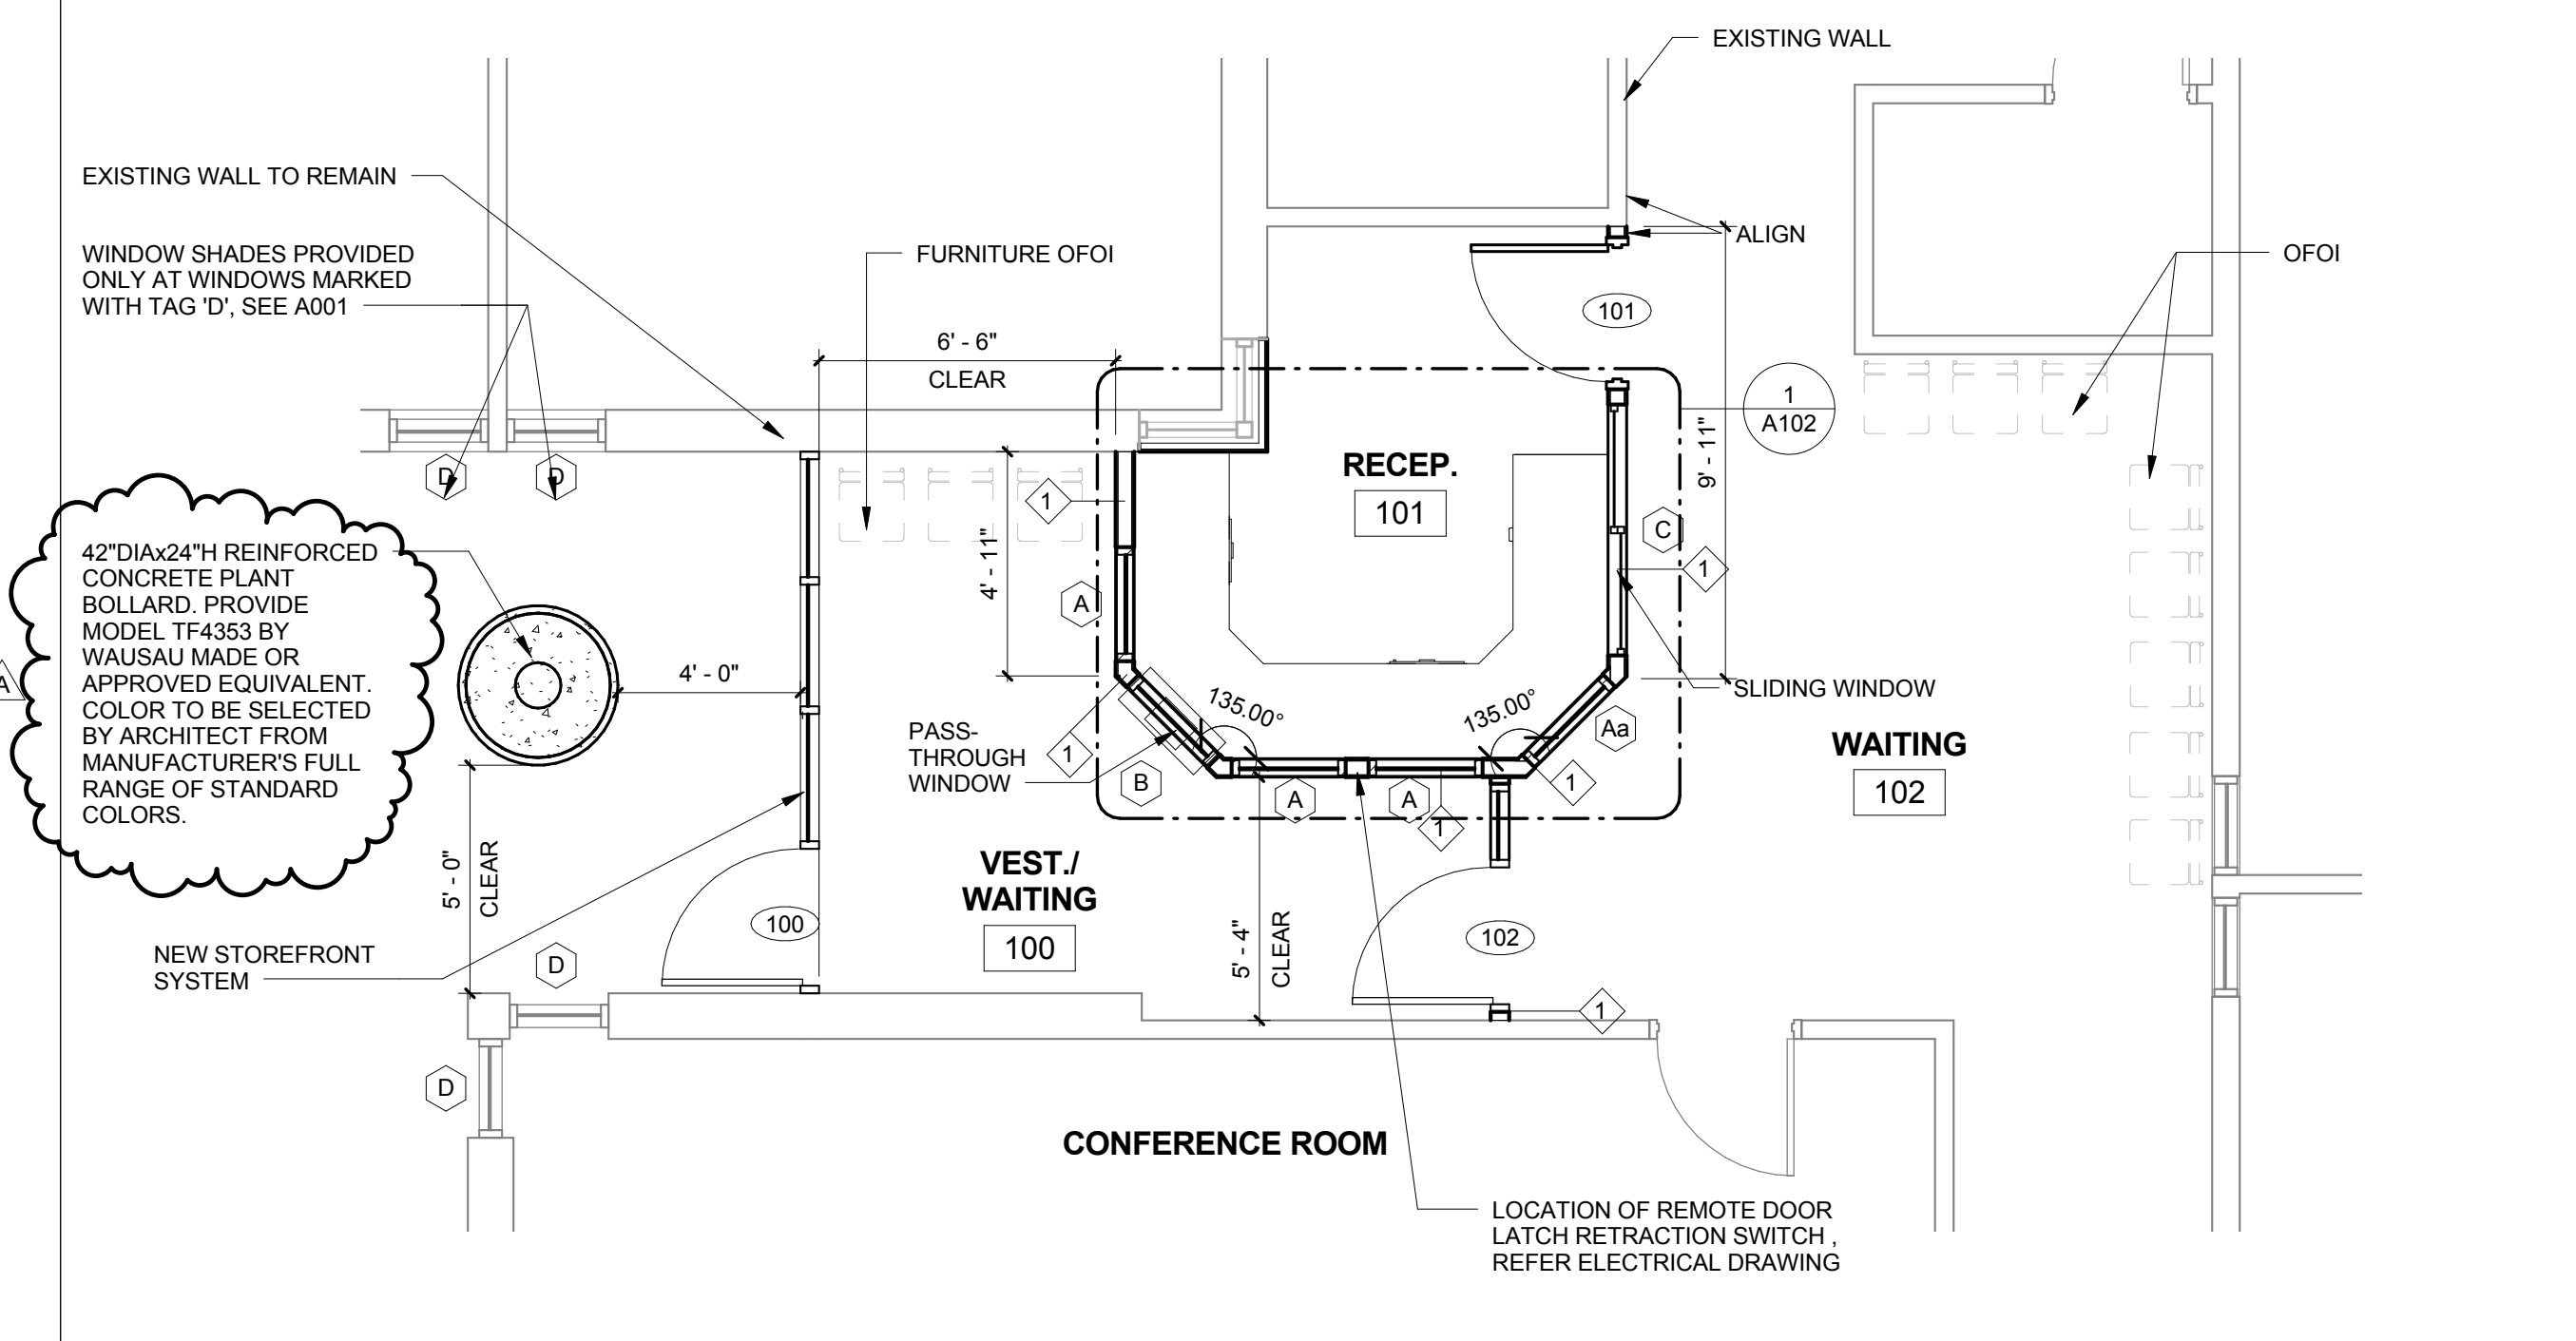 EXISTING WALL
EXISTING WALL TO REMAIN
WINDOW SHADES PROVIDED
ONLY AT WINDOWS MARKED
WITH TAG 'D', SEE A001
FURNITURE OFOI
ALIGN
OFOI
101
6' - 6"
CLEAR
1
A102
9' - 11"
RECEP.
101
D
D
1
4' - 11"
C
1
A
42"DIAx24"H REINFORCED
CONCRETE PLANT
BOLLARD. PROVIDE
MODEL TF4353 BY
WAUSAU MADE OR
APPROVED EQUIVALENT.
COLOR TO BE SELECTED
BY ARCHITECT FROM
MANUFACTURER'S FULL
RANGE OF STANDARD
COLORS.
A
4' - 0"
SLIDING WINDOW
135.00°
135.00°
PASS-
THROUGH
WINDOW
1
B
A
A
1
Aa
1
WAITING
102
5' - 0"
CLEAR
VEST./
WAITING
100
100
5' - 4"
CLEAR
102
NEW STOREFRONT
SYSTEM
D
1
D
CONFERENCE ROOM
LOCATION OF REMOTE DOOR
LATCH RETRACTION SWITCH ,
REFER ELECTRICAL DRAWING